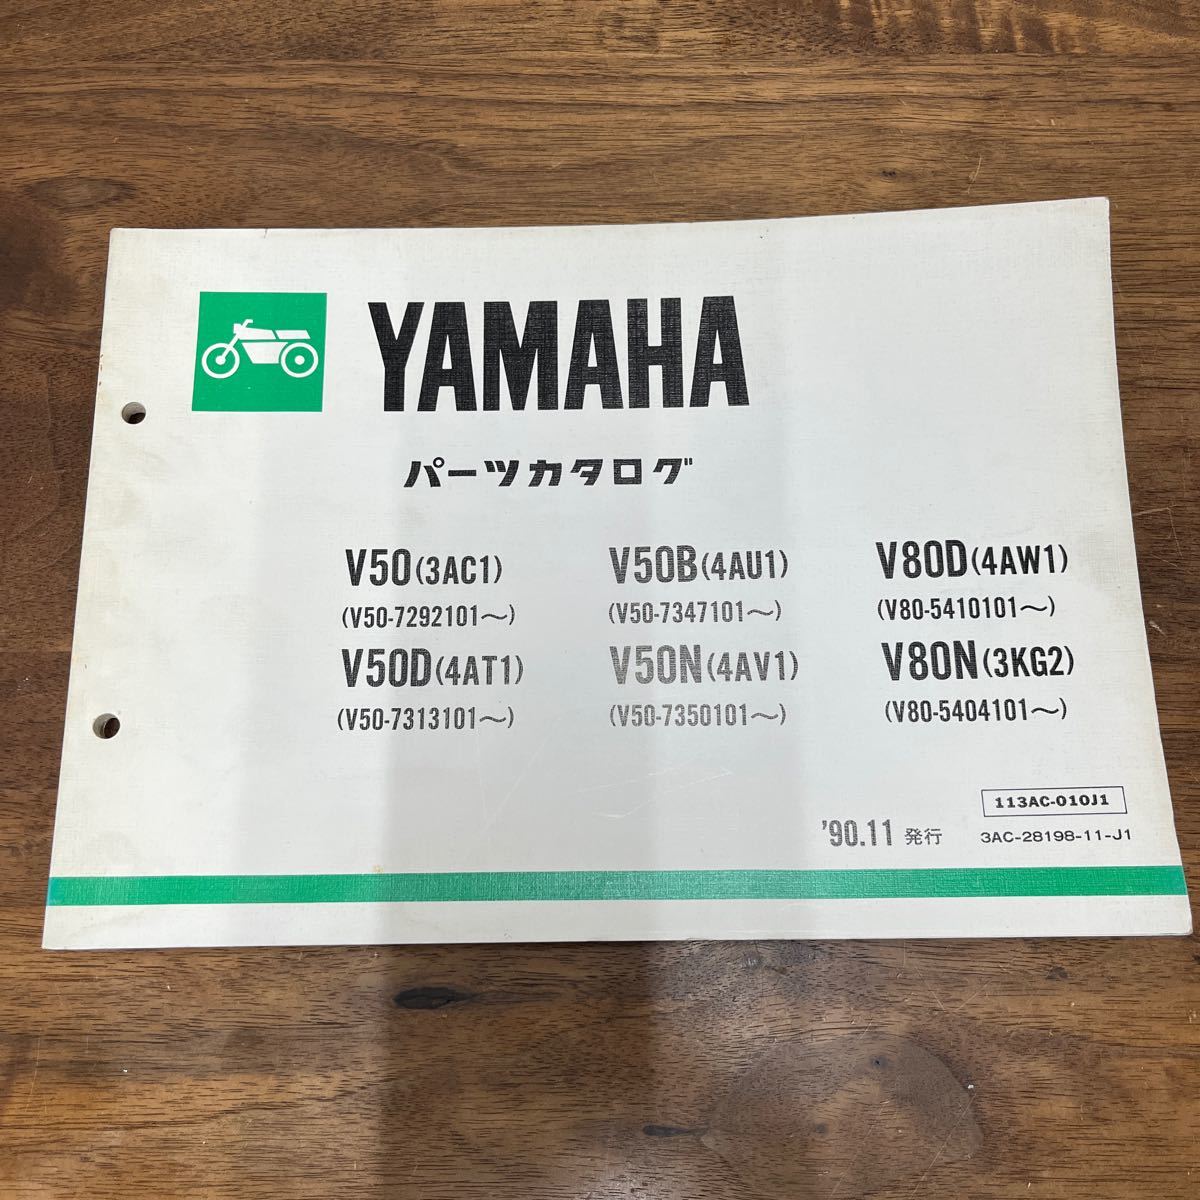 YAMAHA
パーツカタログ
V50(3AC1) V50B(4AU1) V80D(4AW1)
(V50-7292101～) (V50-7347101～) (V80-5410101～)
V50D(4AT1) V50N(4AV1) V80N(3KG2)
(V50-7313101～) (V50-7350101～) (V80-5404101～)
113AC-010J1
'90.11 発行 3AC-28198-11-J1